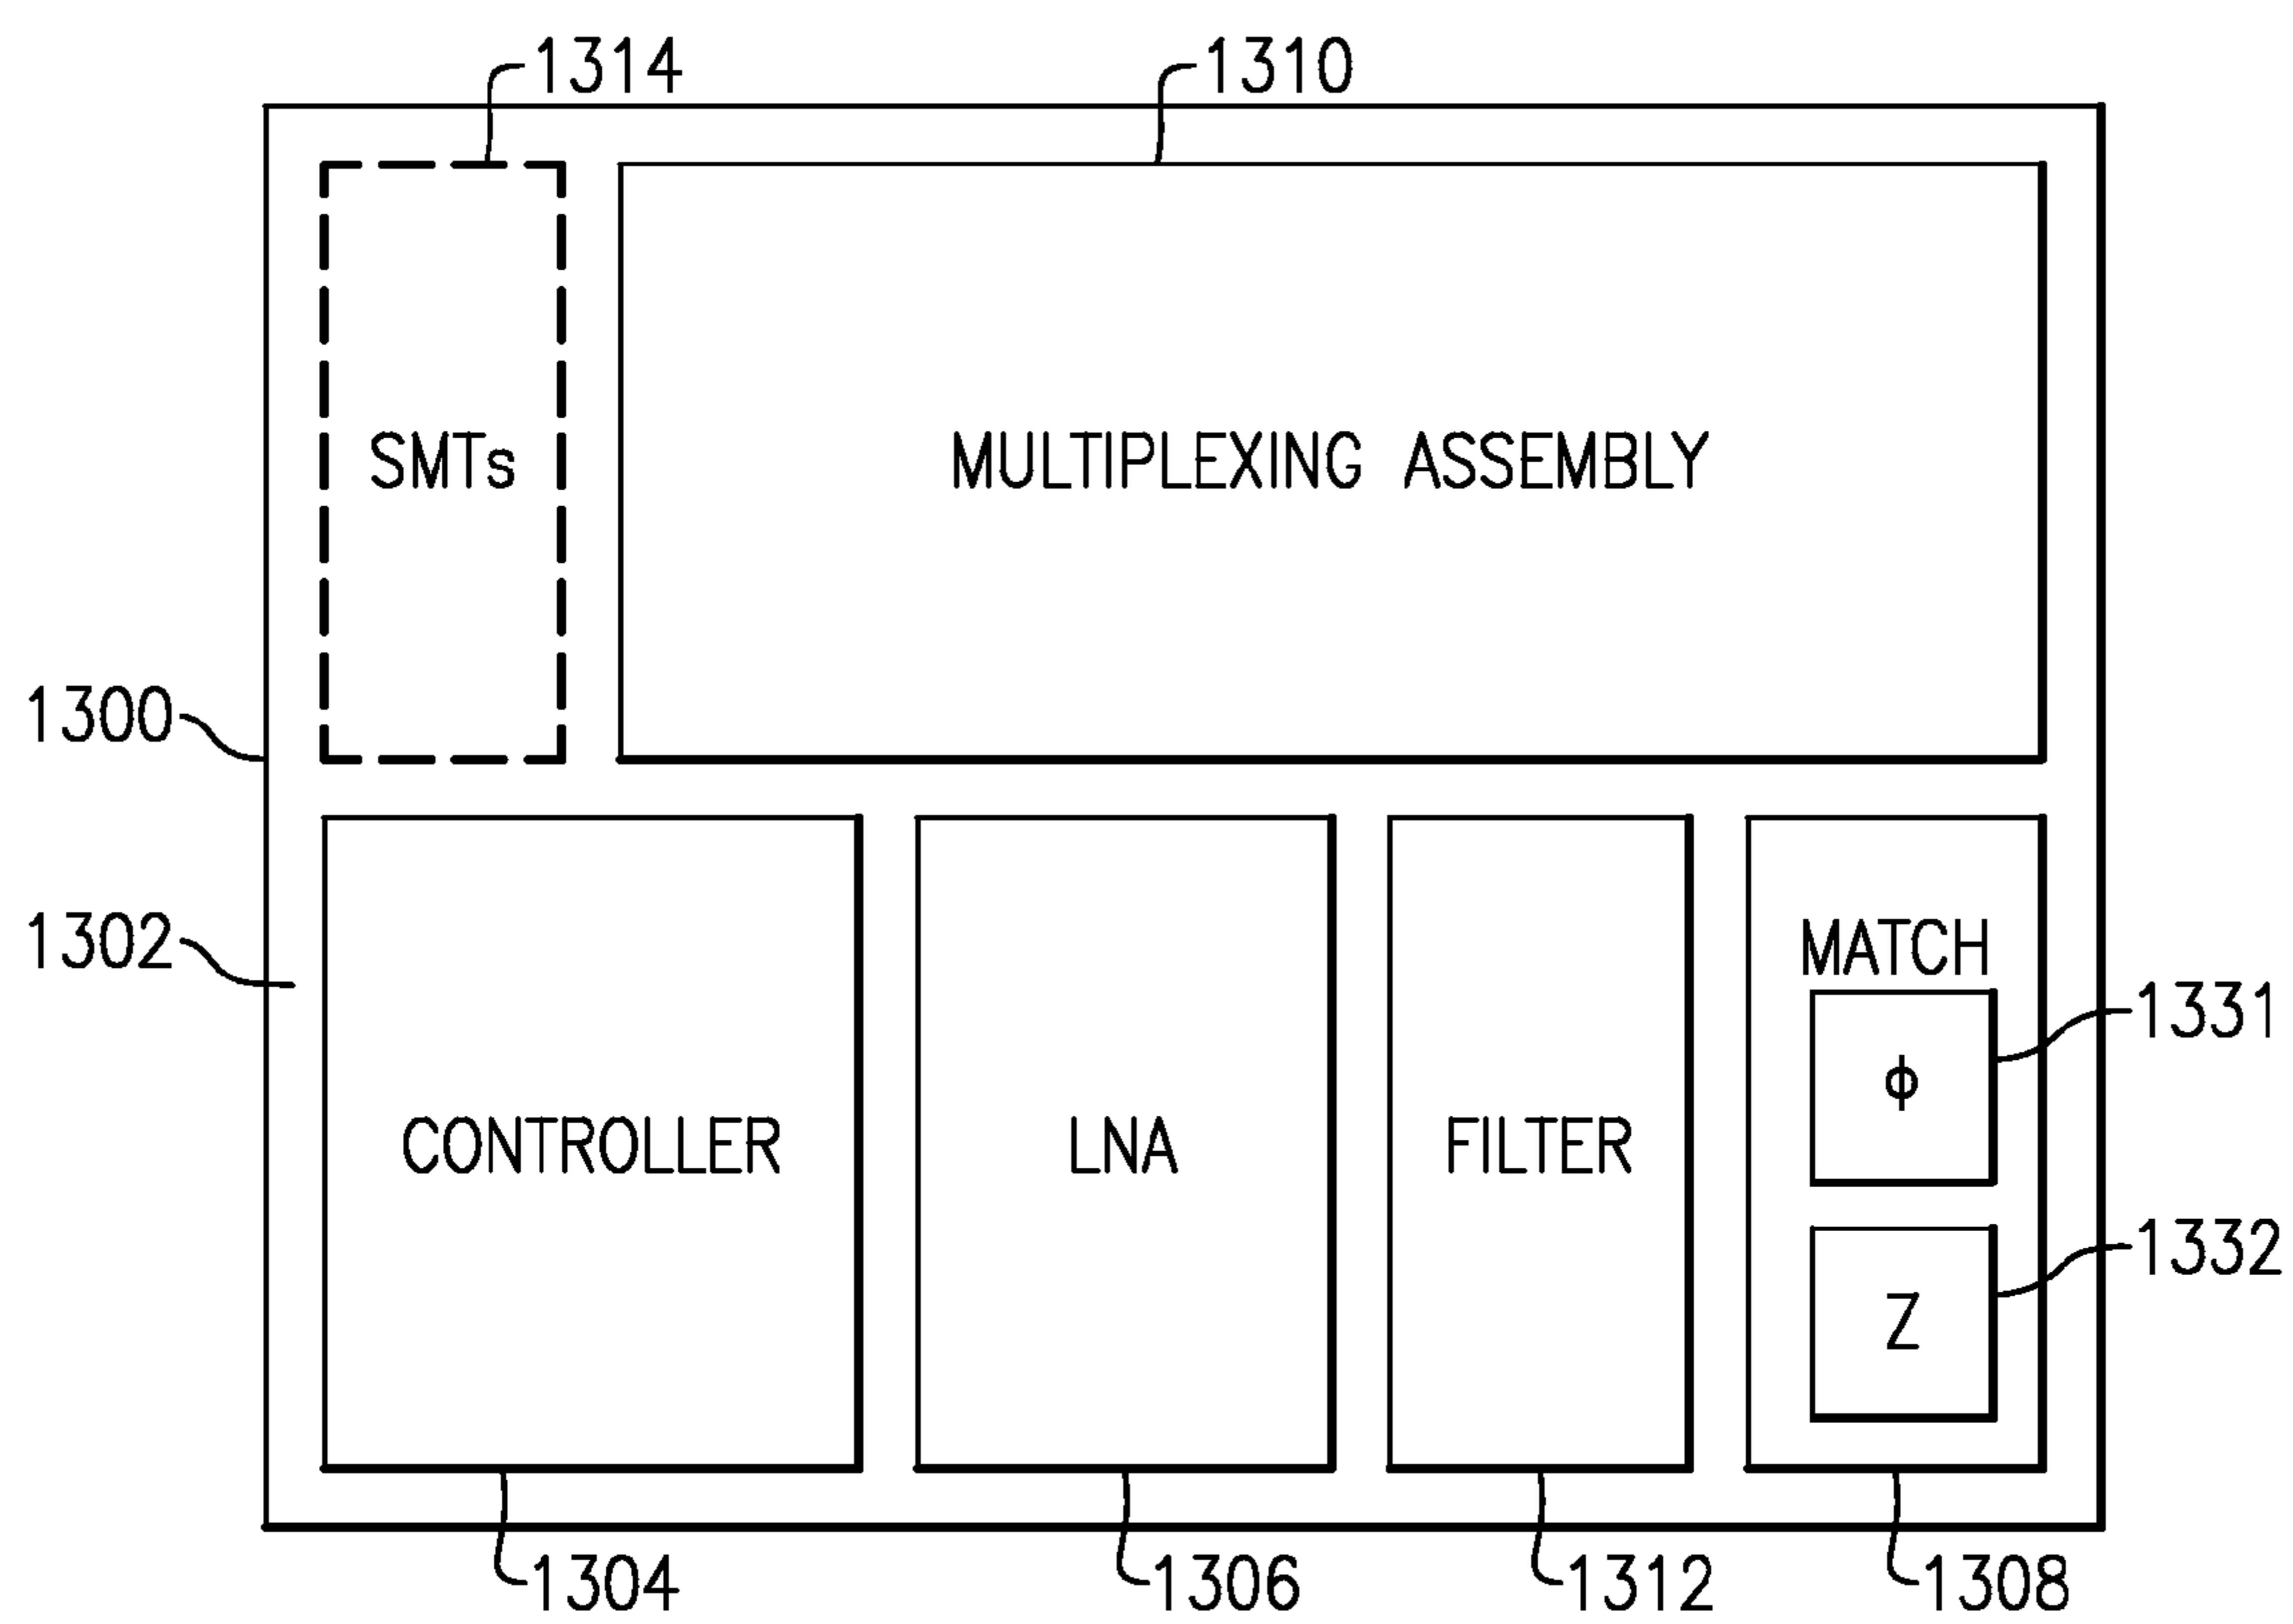 1314
1310
SMTs
MULTIPLEXING ASSEMBLY
1300
1302
MATCH
1331
ϕ
CONTROLLER
LNA
FILTER
1332
Z
1304
1306
1312
1308